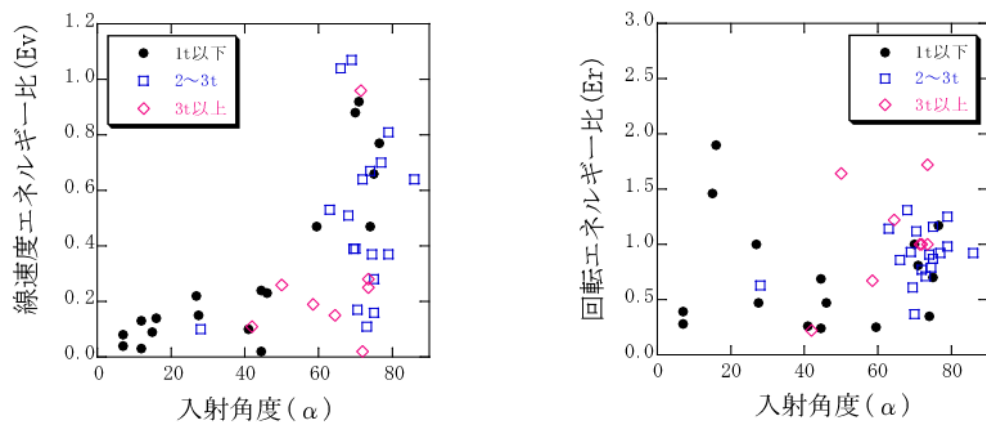 線速度エネルギー比(Ev)
1.2
1.0
0.8
0.6
0.4
0.2
0.0
1t以下
2～3t
3t以上
0 20 40 60 80
入射角度(α)
回転エネルギー比(Er)
3.0
2.5
2.0
1.5
1.0
0.5
0.0
1t以下
2～3t
3t以上
0 20 40 60 80
入射角度(α)